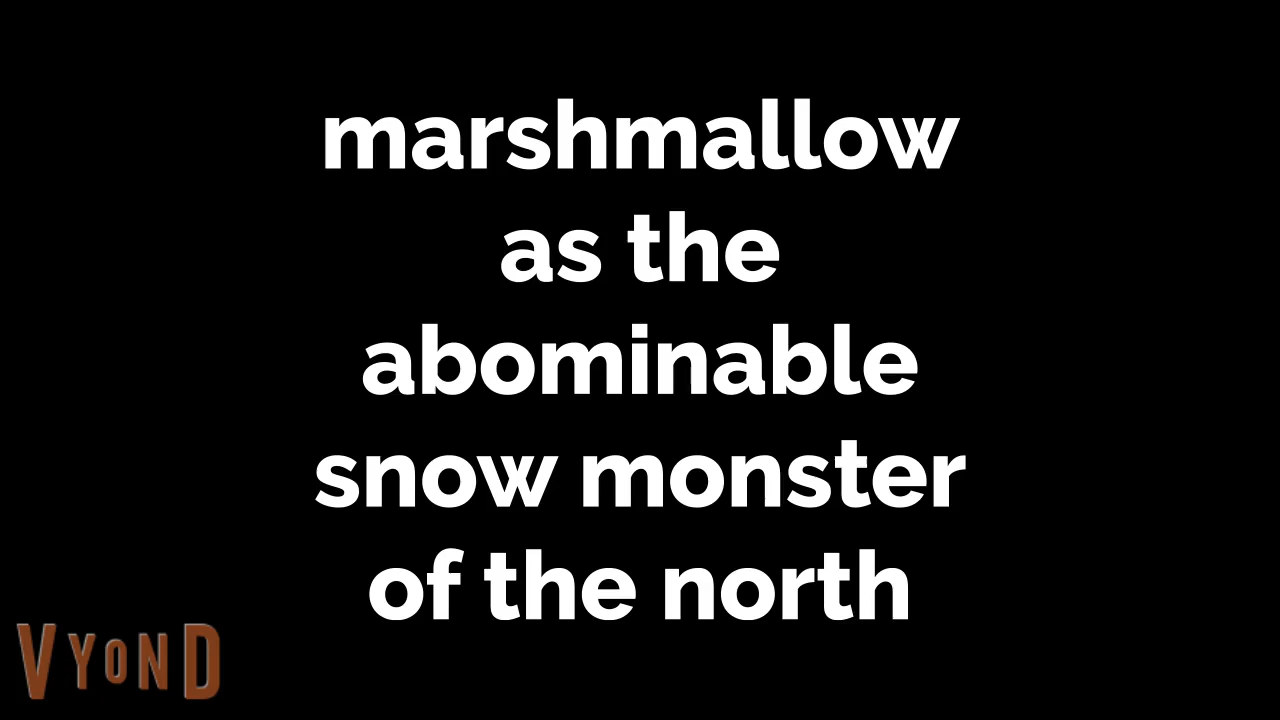 marshmallow
as the
abominable
snow monster
of the north
VYOND